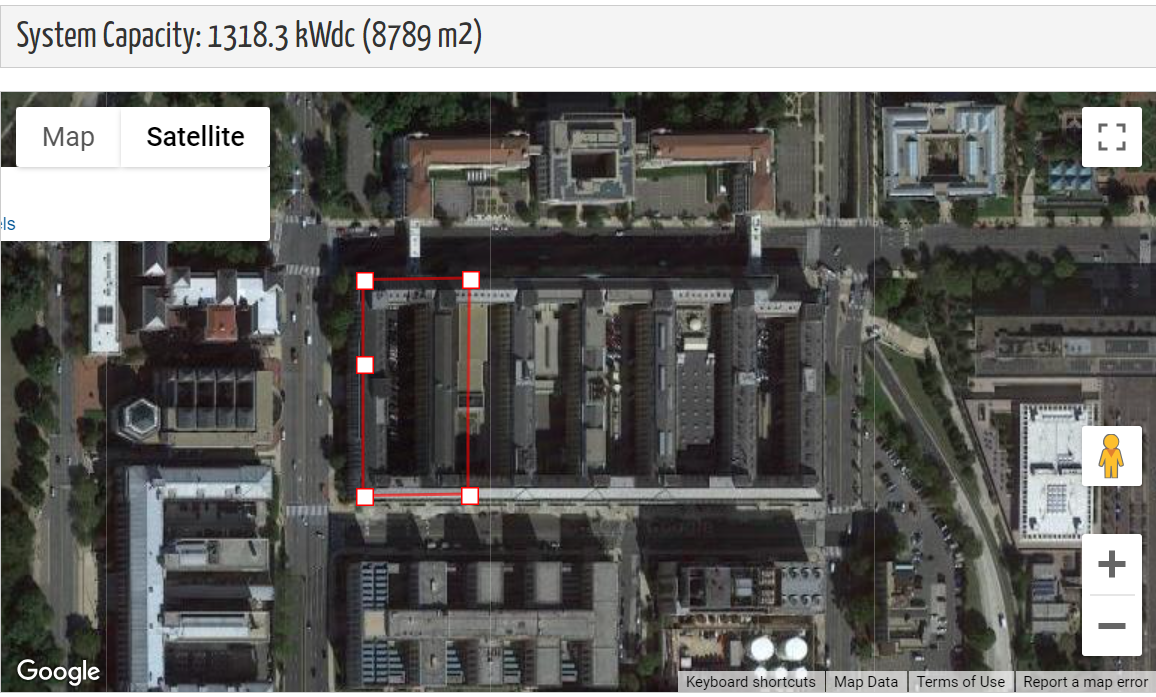 System Capacity: 1318.3 kWdc (8789 m2)
Map Satellite
els
Google
Google
Keyboard shortcuts Map Data Terms of Use Report a map error